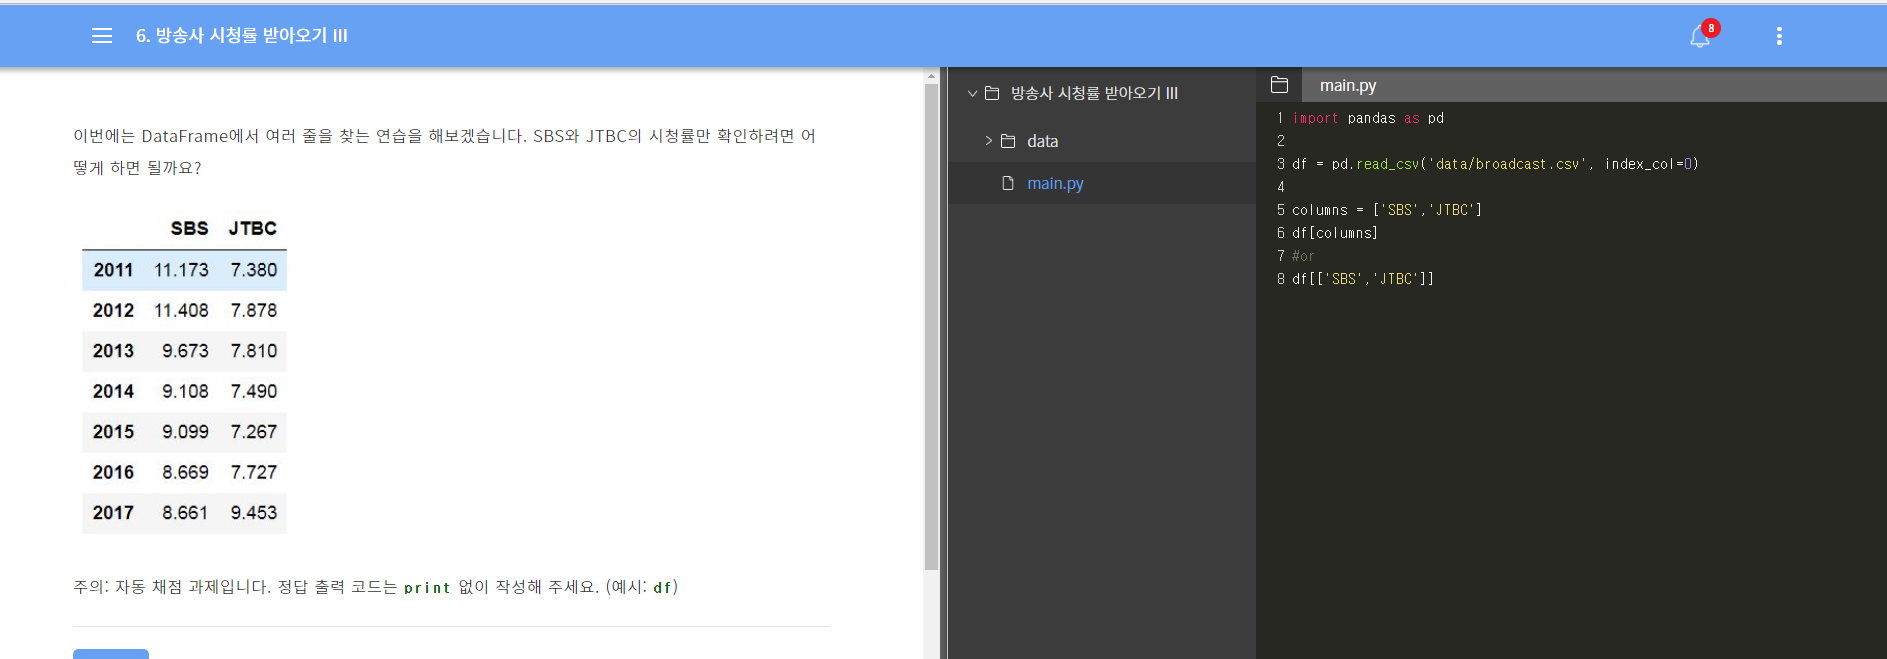 6. 방송사 시청률 받아오기 III
8
이번에는 DataFrame에서 여러 줄을 찾는 연습을 해보겠습니다. SBS와 JTBC의 시청률만 확인하려면 어
떻게 하면 될까요?
SBS JTBC
2011 11.173 7.380
2012 11.408 7.878
2013 9.673 7.810
2014 9.108 7.490
2015 9.099 7.267
2016 8.669 7.727
2017 8.661 9.453
주의: 자동 채점 과제입니다. 정답 출력 코드는 print 없이 작성해 주세요. (예시: df)
방송사 시청률 받아오기 III
data
main.py
main.py
1 import pandas as pd
2
3 df = pd.read_csv('data/broadcast.csv', index_col=0)
4
5 columns = ['SBS','JTBC']
6 df[columns]
7 #or
8 df[['SBS','JTBC']]